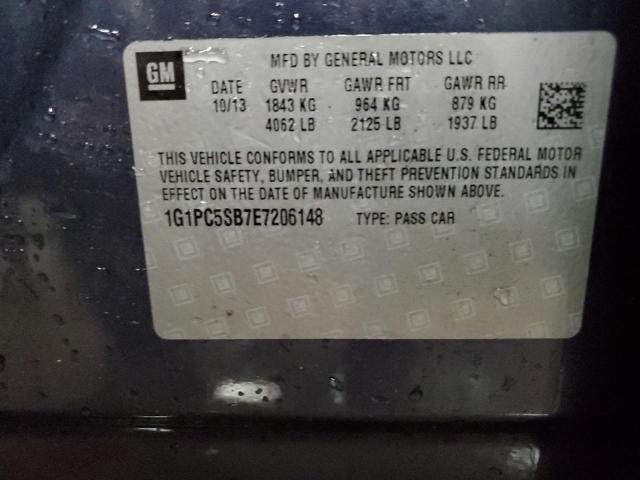 GM
MFD BY GENERAL MOTORS LLC
DATE GVWR GAWR FRT GAWR RR
10/13 1843 KG 964 KG 879 KG
4062 LB 2125 LB 1937 LB
THIS VEHICLE CONFORMS TO ALL APPLICABLE U.S. FEDERAL MOTOR
VEHICLE SAFETY, BUMPER, AND THEFT PREVENTION STANDARDS IN
EFFECT ON THE DATE OF MANUFACTURE SHOWN ABOVE.
1G1PC5SB7E7206148 TYPE: PASS CAR